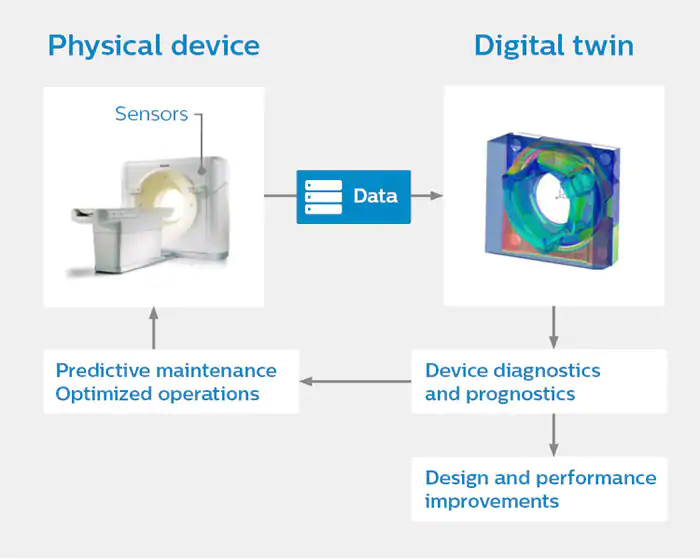 Physical device
Digital twin
Sensors
Data
Predictive maintenance
Optimized operations
Device diagnostics
and prognostics
Design and performance
improvements